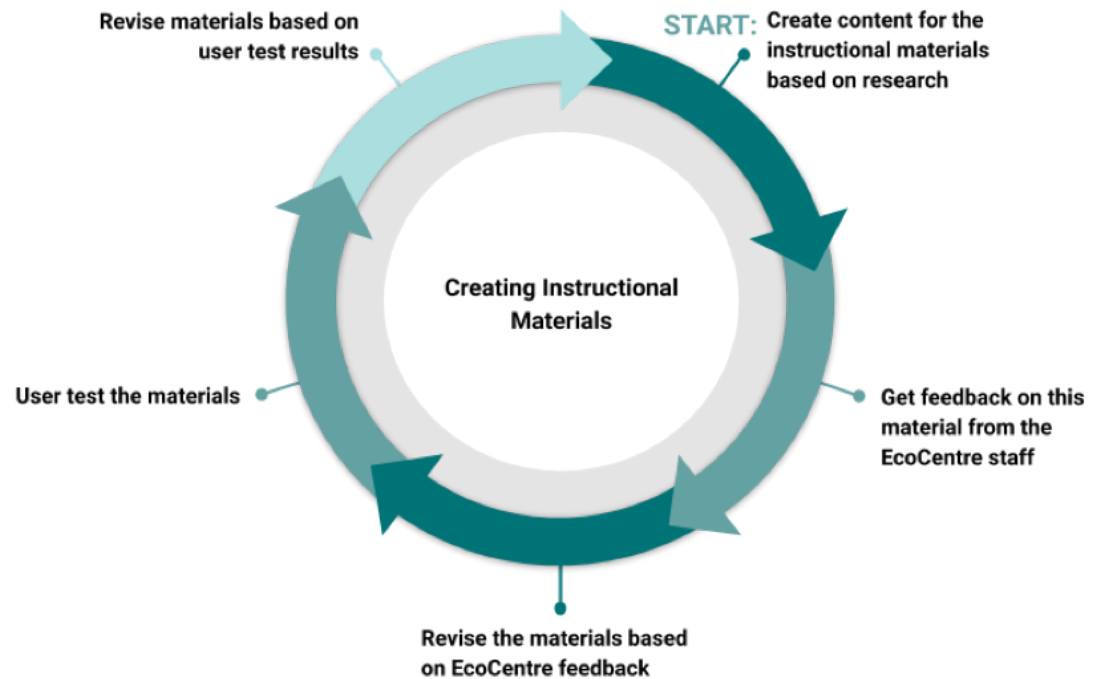 START: Create content for the
instructional materials
based on research
Get feedback on this
material from the
EcoCentre staff
Revise the materials based
on EcoCentre feedback
User test the materials
Revise materials based on
user test results
Creating Instructional
Materials